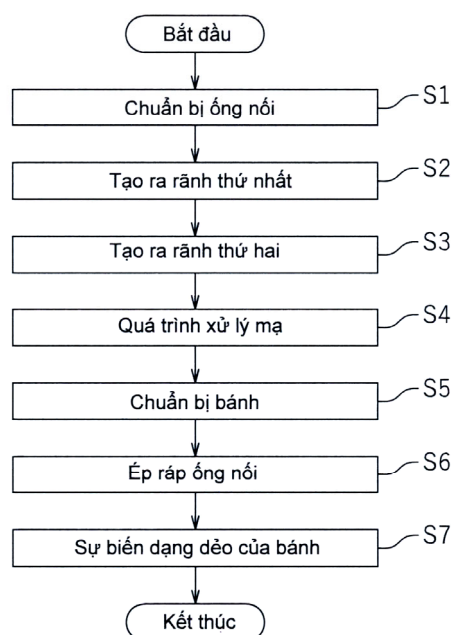 Bắt đầu
Chuẩn bị ống nối
S1
Tạo ra rãnh thứ nhất
S2
Tạo ra rãnh thứ hai
S3
Quá trình xử lý mạ
S4
Chuẩn bị bánh
S5
Ép ráp ống nối
S6
Sự biến dạng dẻo của bánh
S7
Kết thúc